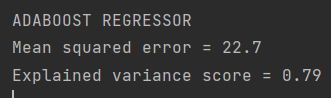 ADABOOST REGRESSOR
Mean squared error = 22.7
Explained variance score = 0.79